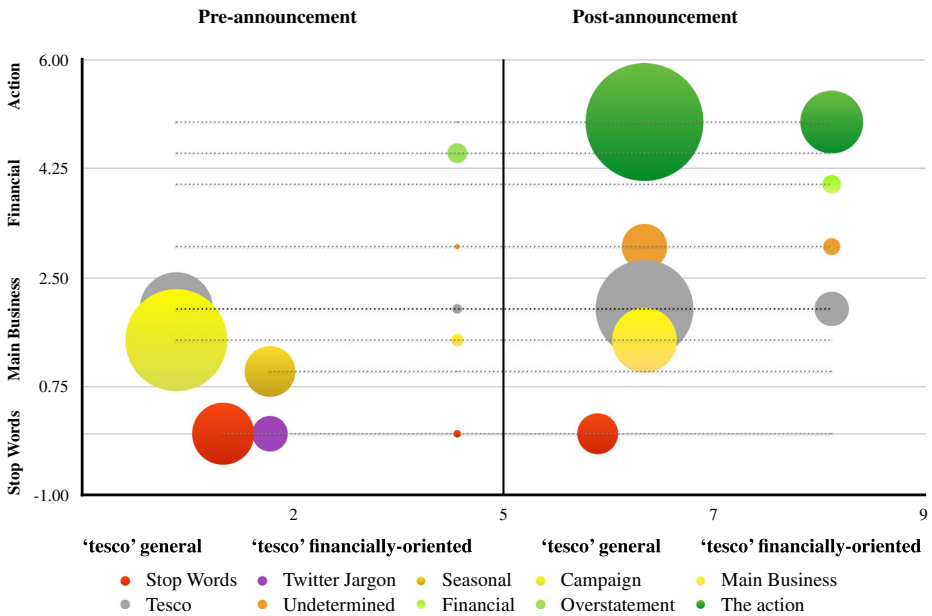 Pre-announcement Post-announcement
6.00
Action
4.25
Financial
2.50
Main Business
0.75
Stop Words
-1.00
2 5 7 9
‘tesco’ general ‘tesco’ financially-oriented ‘tesco’ general ‘tesco’ financially-oriented
Stop Words Twitter Jargon Seasonal Campaign Main Business
Tesco Undetermined Financial Overstatement The action